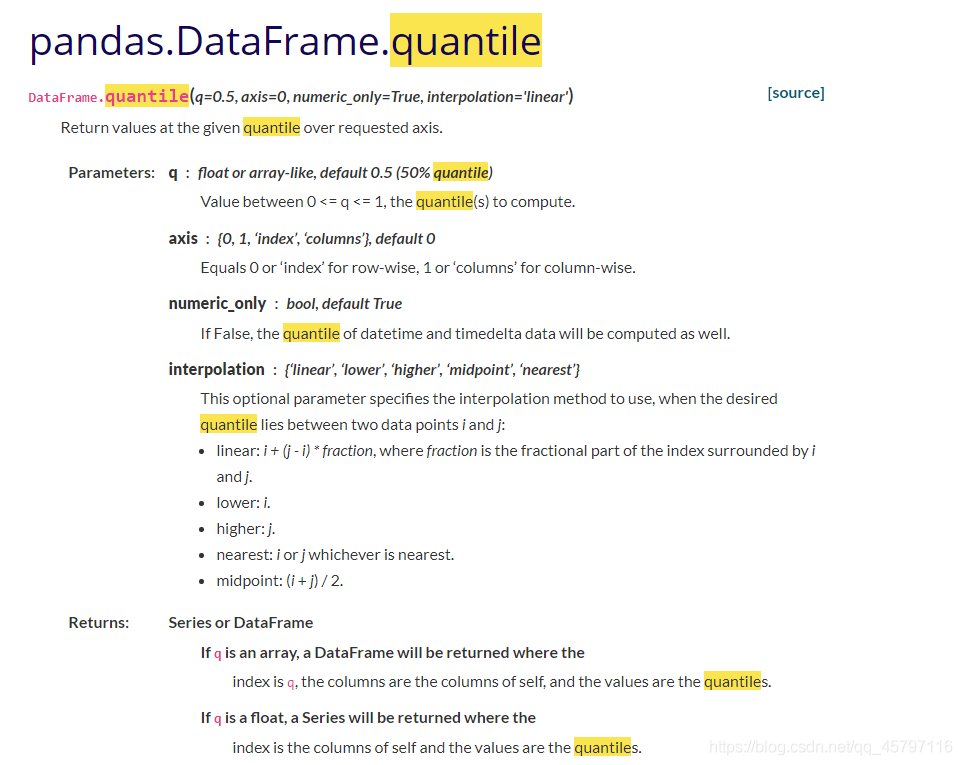 pandas.DataFrame.quantile
DataFrame.quantile(q=0.5, axis=0, numeric_only=True, interpolation='linear') [source]
Return values at the given quantile over requested axis.
Parameters: q : float or array-like, default 0.5 (50% quantile)
Value between 0 <= q <= 1, the quantile(s) to compute.
axis : {0, 1, ‘index’, ‘columns’}, default 0
Equals 0 or ‘index’ for row-wise, 1 or ‘columns’ for column-wise.
numeric_only : bool, default True
If False, the quantile of datetime and timedelta data will be computed as well.
interpolation : {‘linear’, ‘lower’, ‘higher’, ‘midpoint’, ‘nearest’}
This optional parameter specifies the interpolation method to use, when the desired
quantile lies between two data points i and j:
• linear: i + (j - i) * fraction, where fraction is the fractional part of the index surrounded by i
and j.
• lower: i.
• higher: j.
• nearest: i or j whichever is nearest.
• midpoint: (i + j) / 2.
Returns: Series or DataFrame
If q is an array, a DataFrame will be returned where the
index is q, the columns are the columns of self, and the values are the quantiles.
If q is a float, a Series will be returned where the
index is the columns of self and the values are the quantiles.
https://blog.csdn.net/qq_45797116